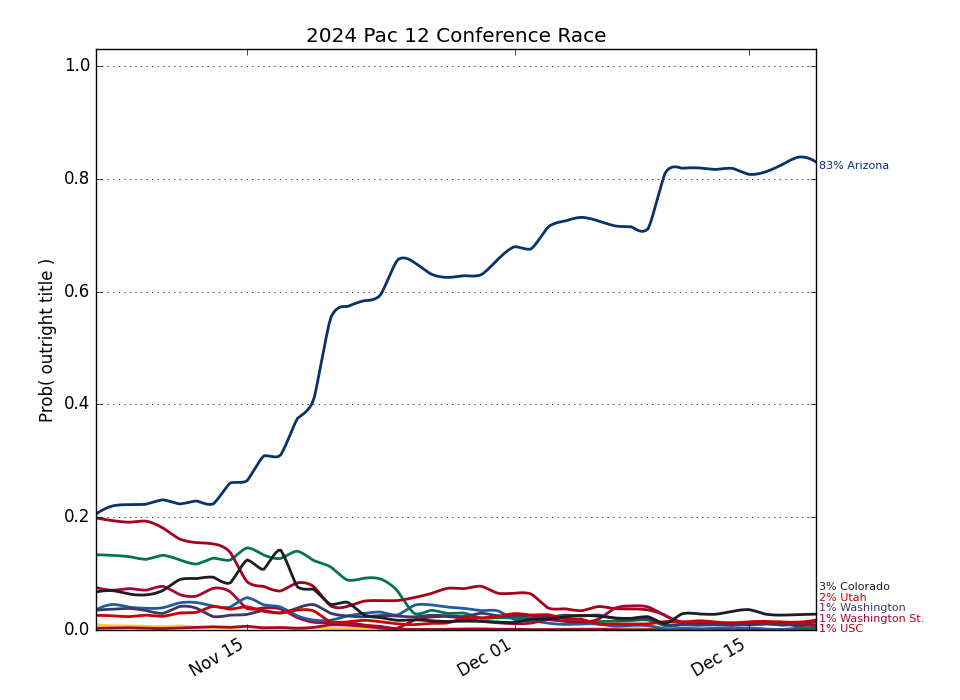 2024 Pac 12 Conference Race
Prob( outright title )
1.0
0.8
0.6
0.4
0.2
0.0
Nov 15
Dec 01
Dec 15
83% Arizona
3% Colorado
2% Utah
1% Washington
1% Washington St.
1% USC